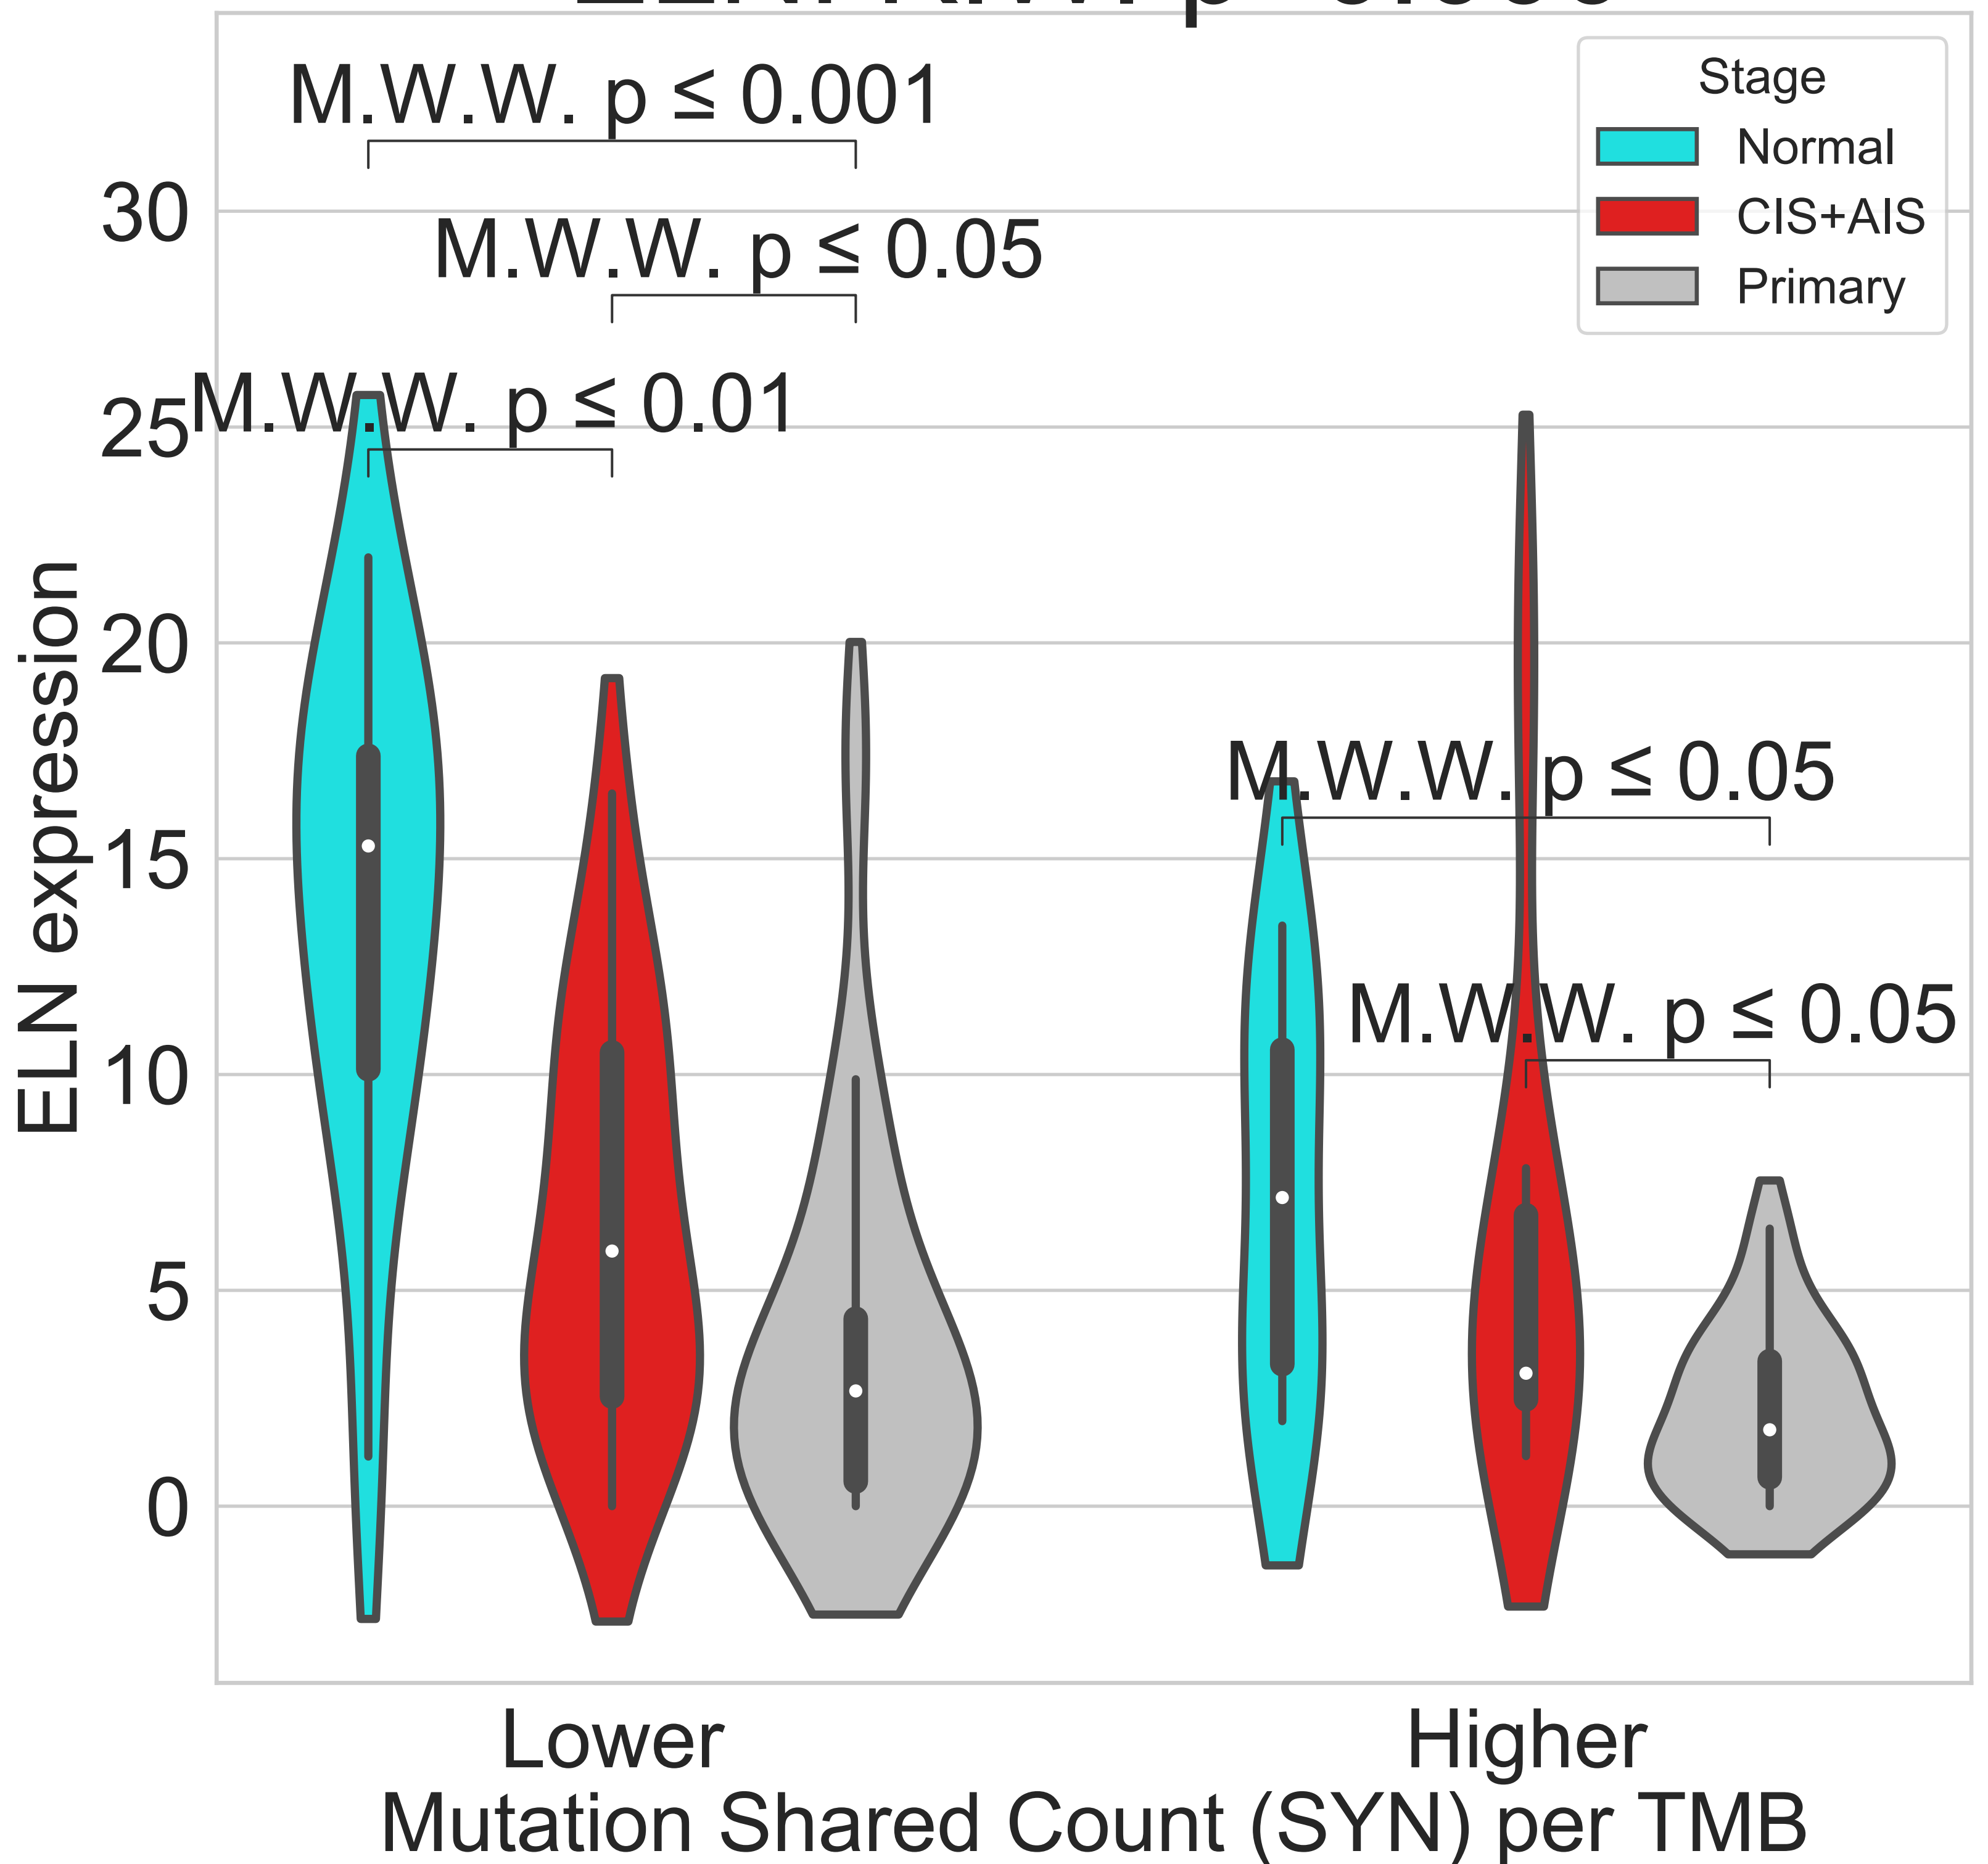 M.W.W. p ≤ 0.001
Stage
Normal
CIS+AIS
Primary
30
M.W.W. p ≤ 0.05
25
M.W.W. p ≤ 0.01
20
M.W.W. p ≤ 0.05
15
M.W.W. p ≤ 0.05
10
5
0
ELN expression
Lower
Higher
Mutation Shared Count (SYN) per TMB